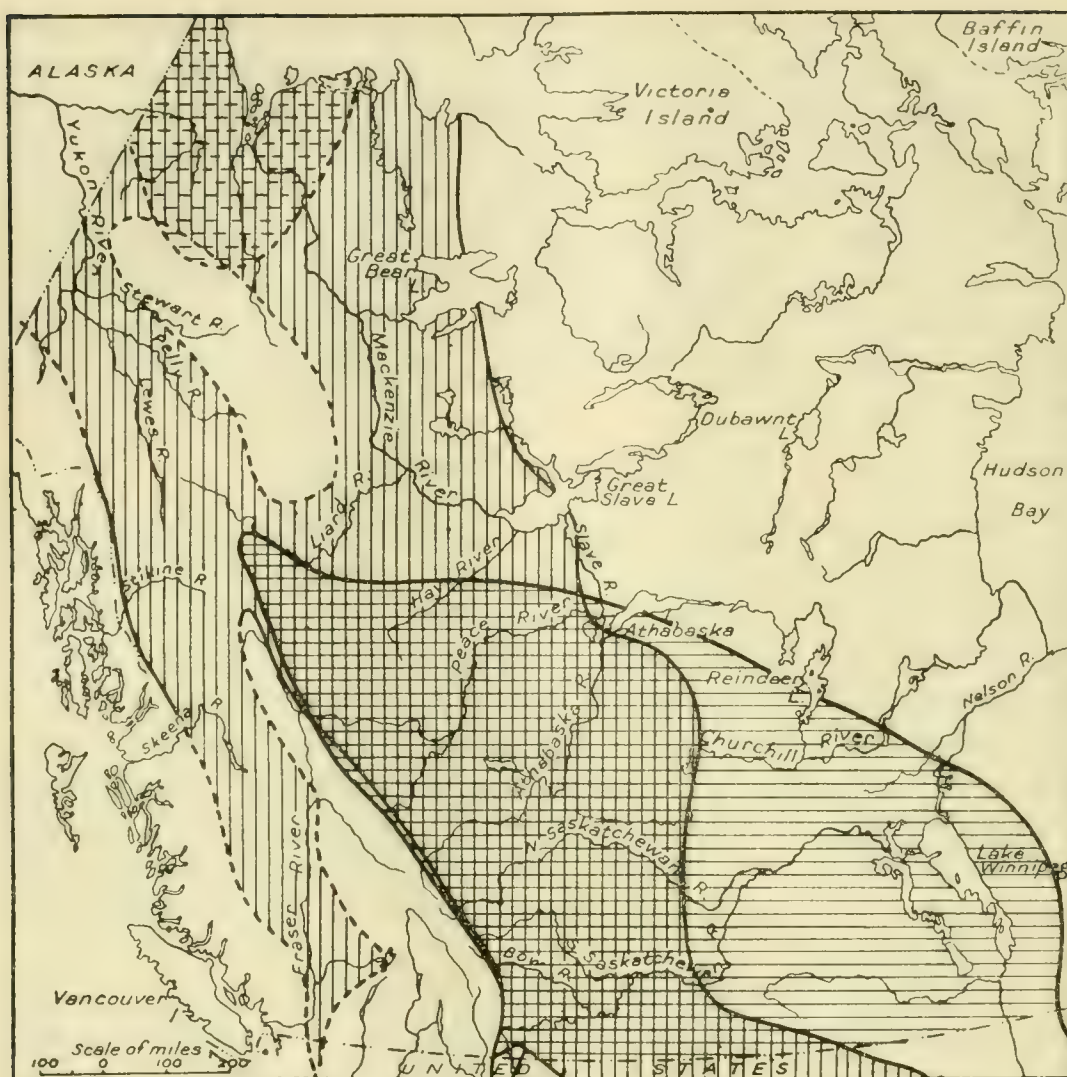 ALASKA
Baffin
Island
Victoria
Island
Yukon River
Great
Bear L
Stewart R.
Pelly R.
Lewes R.
Mackenzie
River
Dubawnt
L
Hudson
Bay
Great
Slave L
Liard R.
Slave R.
Hay River
Stikine R.
Peace River
Athabaska
Reindeer
L.
Nelson R.
Skeena R
Athabaska R.
Churchill River
N Saskatchewan R.
Lake
Winnipeg
Fraser River
Bow R.
S. Saskatchewan
R
Vancouver
I
Scale of miles
100 0 100 200
UNITED STATES